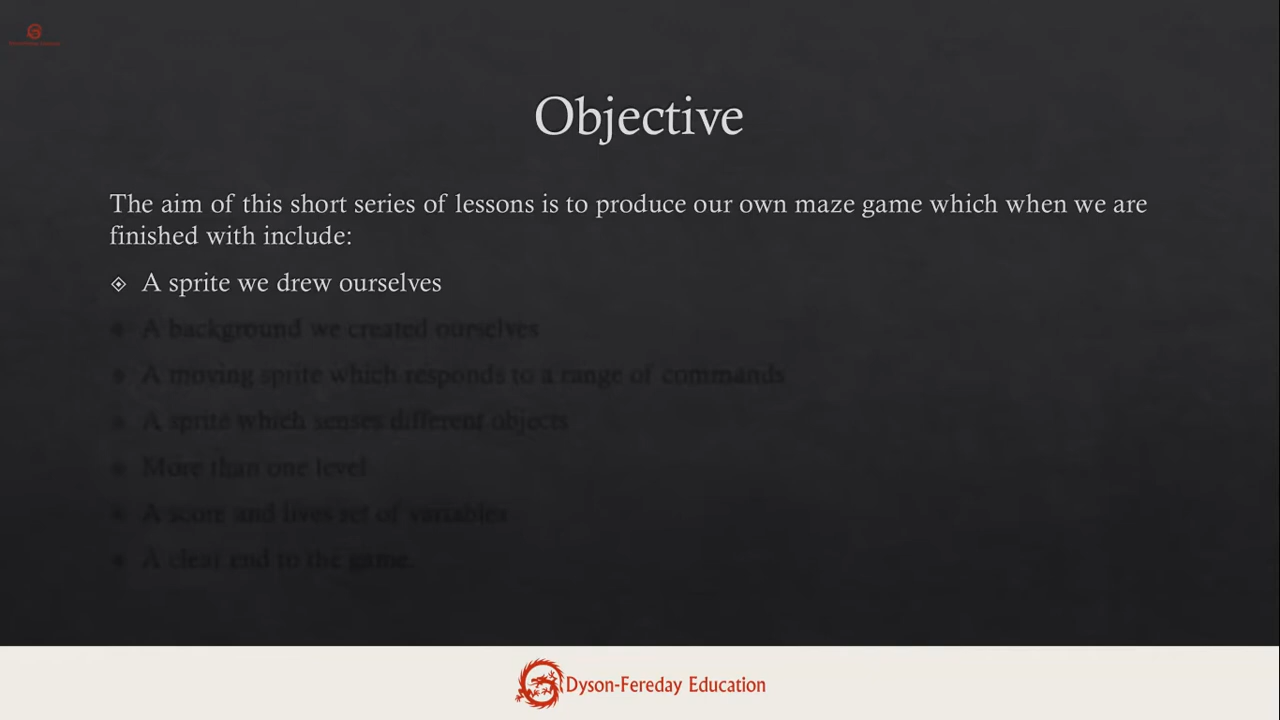 Objective
The aim of this short series of lessons is to produce our own maze game which when we are
finished with include:
A sprite we drew ourselves
A background we created ourselves
A moving sprite which responds to a range of commands
A sprite which senses different objects
More than one level
A score and lives set of variables
A clear end to the game.
Dyson-Fereday Education